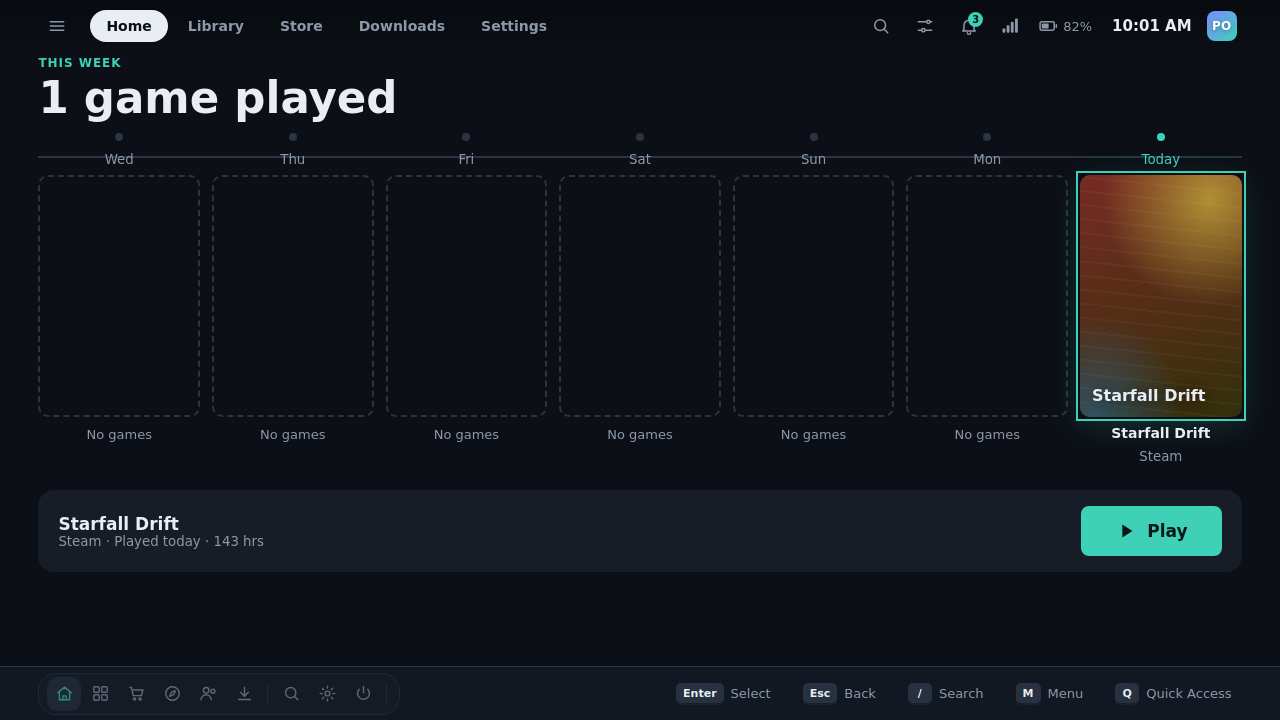 Home Library Store Downloads Settings 3 82% 10:01 AM PO
THIS WEEK
1 game played
Wed Thu Fri Sat Sun Mon Today
Starfall Drift
No games No games No games No games No games No games Starfall Drift
Steam
Starfall Drift
Steam · Played today · 143 hrs
Play
Enter Select Esc Back / Search M Menu Q Quick Access